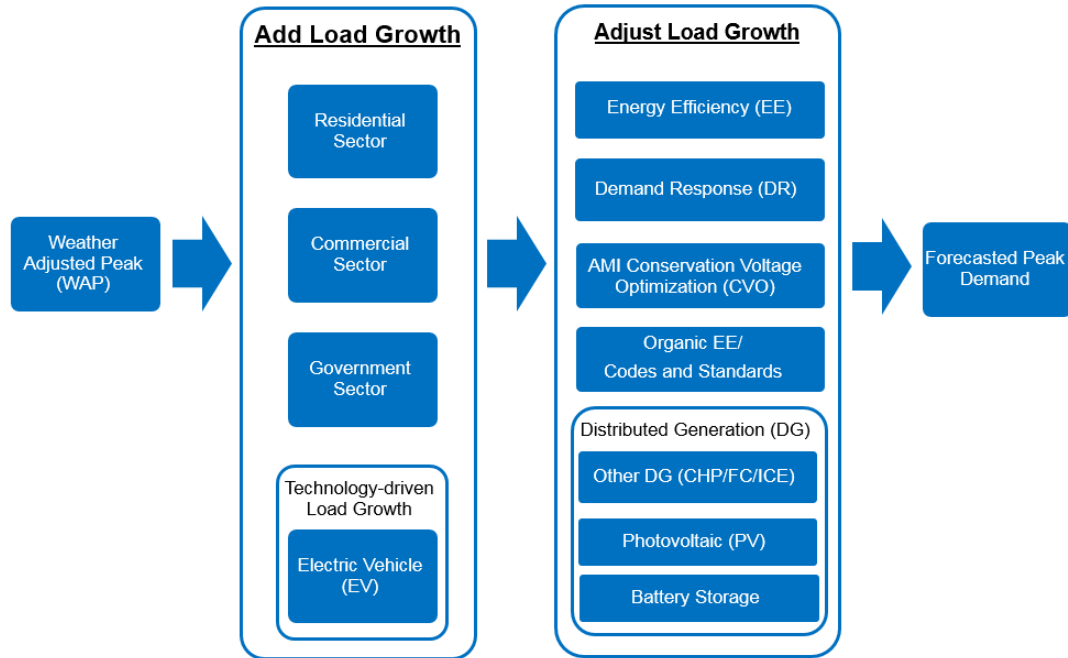 Weather
Adjusted Peak
(WAP)
Add Load Growth
Residential
Sector
Commercial
Sector
Government
Sector
Technology-driven
Load Growth
Electric Vehicle
(EV)
Adjust Load Growth
Energy Efficiency (EE)
Demand Response (DR)
AMI Conservation Voltage
Optimization (CVO)
Organic EE/
Codes and Standards
Distributed Generation (DG)
Other DG (CHP/FC/ICE)
Photovoltaic (PV)
Battery Storage
Forecasted Peak
Demand